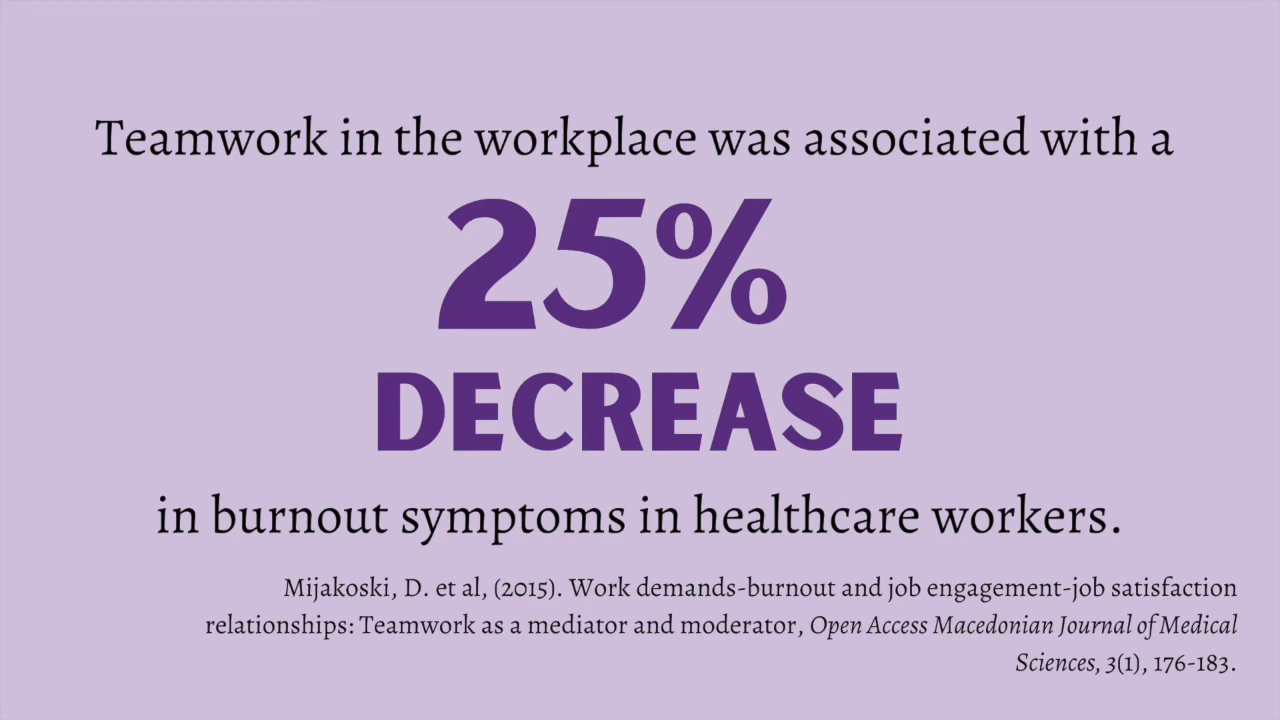 Teamwork in the workplace was associated with a
25%
DECREASE
in burnout symptoms in healthcare workers.
Mijakoski, D. et al, (2015). Work demands-burnout and job engagement-job satisfaction
relationships: Teamwork as a mediator and moderator, Open Access Macedonian Journal of Medical
Sciences, 3(1), 176-183.